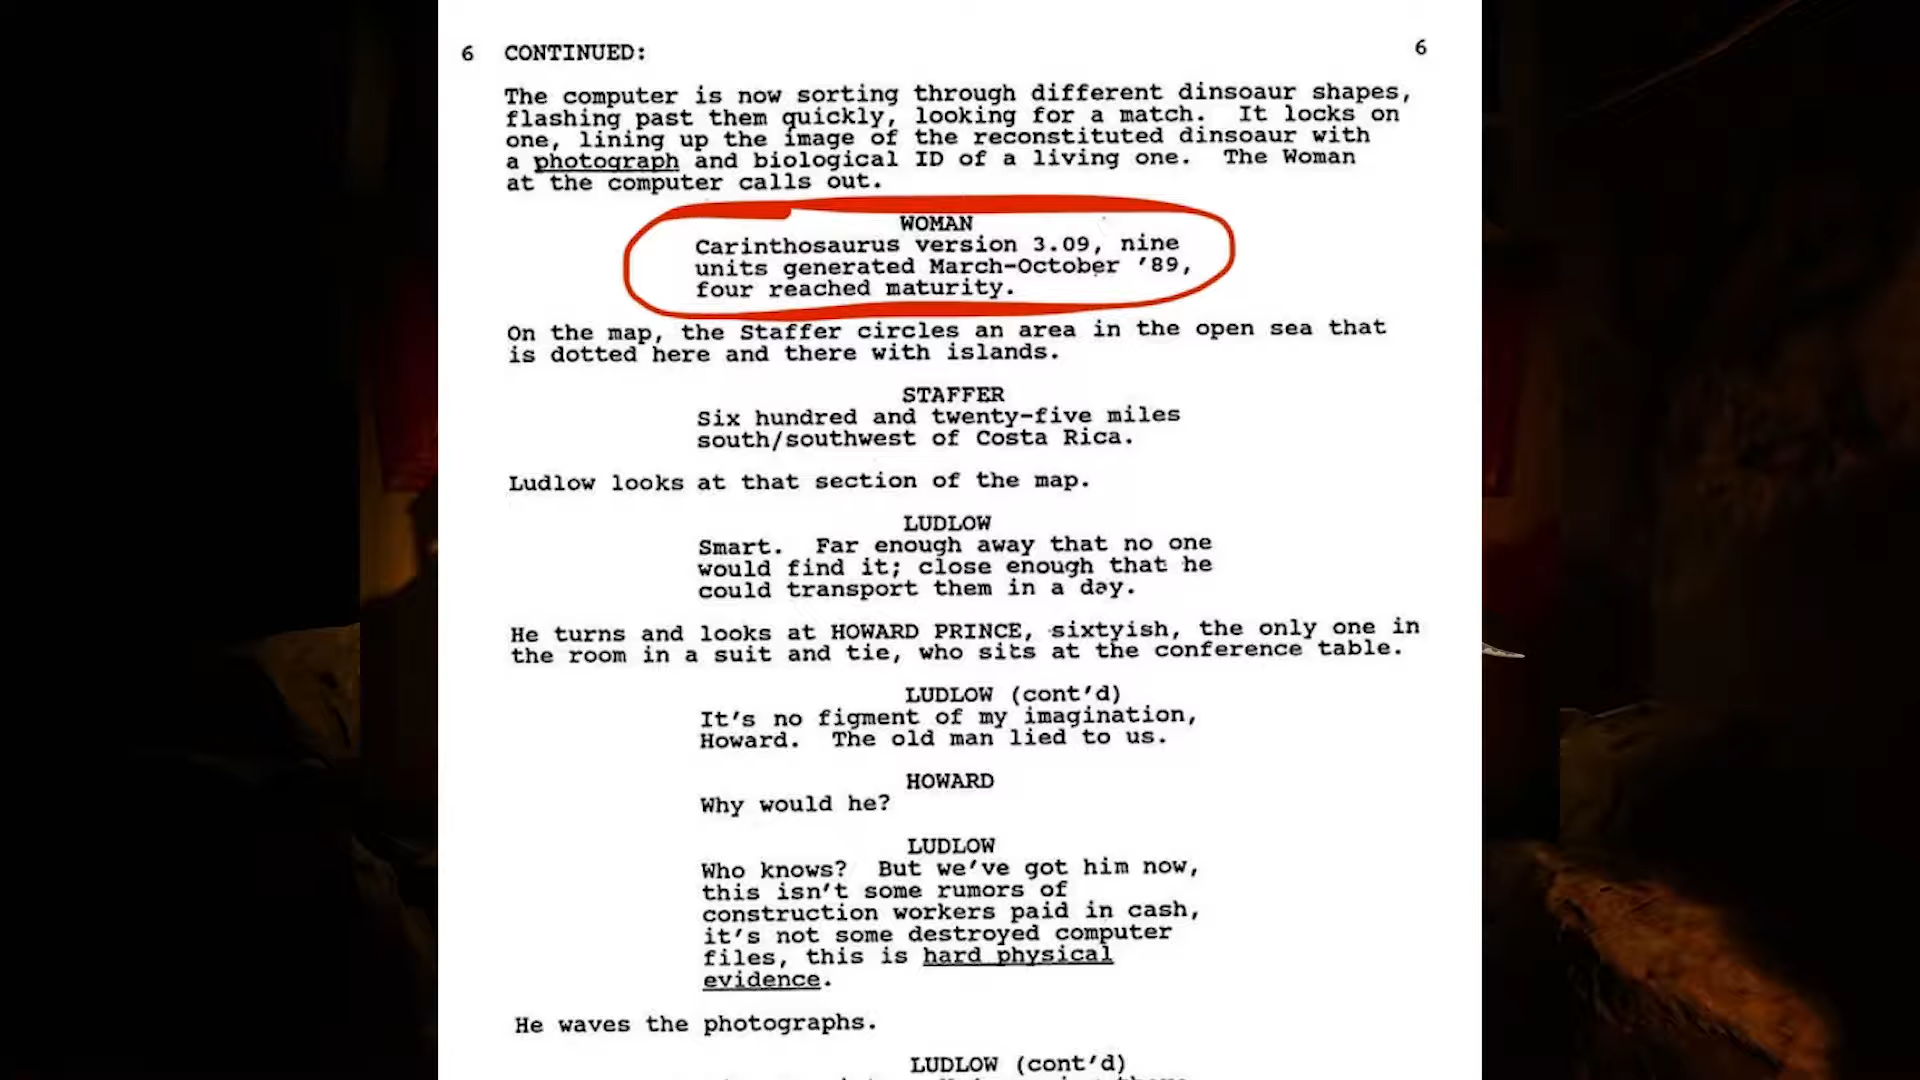 6 CONTINUED: 6
The computer is now sorting through different dinsoaur shapes,
flashing past them quickly, looking for a match. It locks on
one, lining up the image of the reconstituted dinsoaur with
a photograph and biological ID of a living one. The Woman
at the computer calls out.
WOMAN
Carinthosaurus version 3.09, nine
units generated March-October '89,
four reached maturity.
On the map, the Staffer circles an area in the open sea that
is dotted here and there with islands.
STAFFER
Six hundred and twenty-five miles
south/southwest of Costa Rica.
Ludlow looks at that section of the map.
LUDLOW
Smart. Far enough away that no one
would find it; close enough that he
could transport them in a day.
He turns and looks at HOWARD PRINCE, sixtyish, the only one in
the room in a suit and tie, who sits at the conference table.
LUDLOW (cont'd)
It's no figment of my imagination,
Howard. The old man lied to us.
HOWARD
Why would he?
LUDLOW
Who knows? But we've got him now,
this isn't some rumors of
construction workers paid in cash,
it's not some destroyed computer
files, this is hard physical
evidence.
He waves the photographs.
LUDLOW (cont'd)